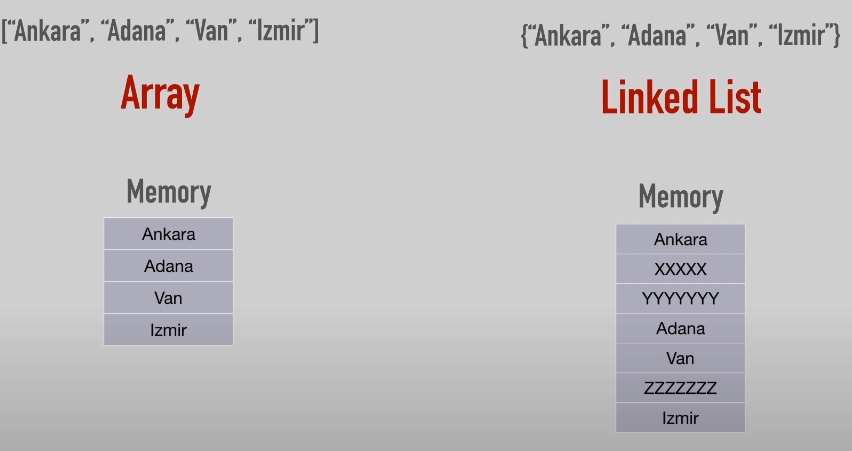 [“Ankara”, “Adana”, “Van”, “Izmir”]
Array
Memory
Ankara
Adana
Van
Izmir
{“Ankara”, “Adana”, “Van”, “Izmir”}
Linked List
Memory
Ankara
XXXXX
YYYYYYY
Adana
Van
ZZZZZZZ
Izmir